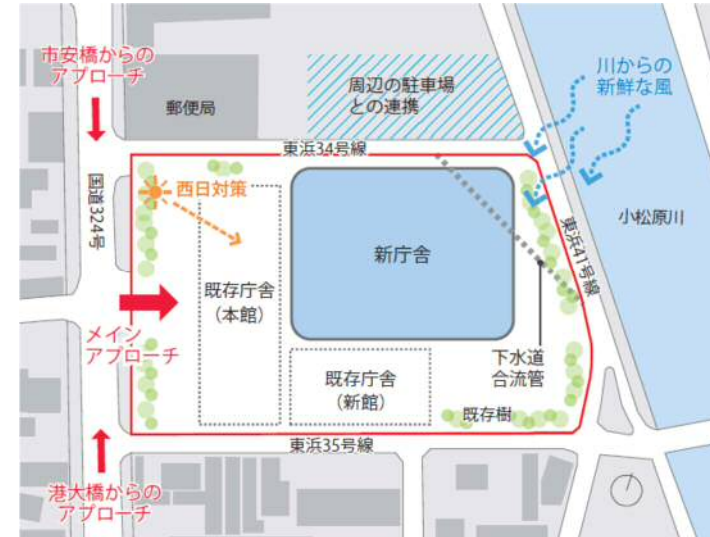 市安橋からの
アプローチ
郵便局
周辺の駐車場
との連携
川からの
新鮮な風
東浜34号線
国道324号
西日対策
新庁舎
東浜41号線
小松原川
既存庁舎
（本館）
メイン
アプローチ
既存庁舎
（新館）
下水道
合流管
既存樹
東浜35号線
港大橋からの
アプローチ